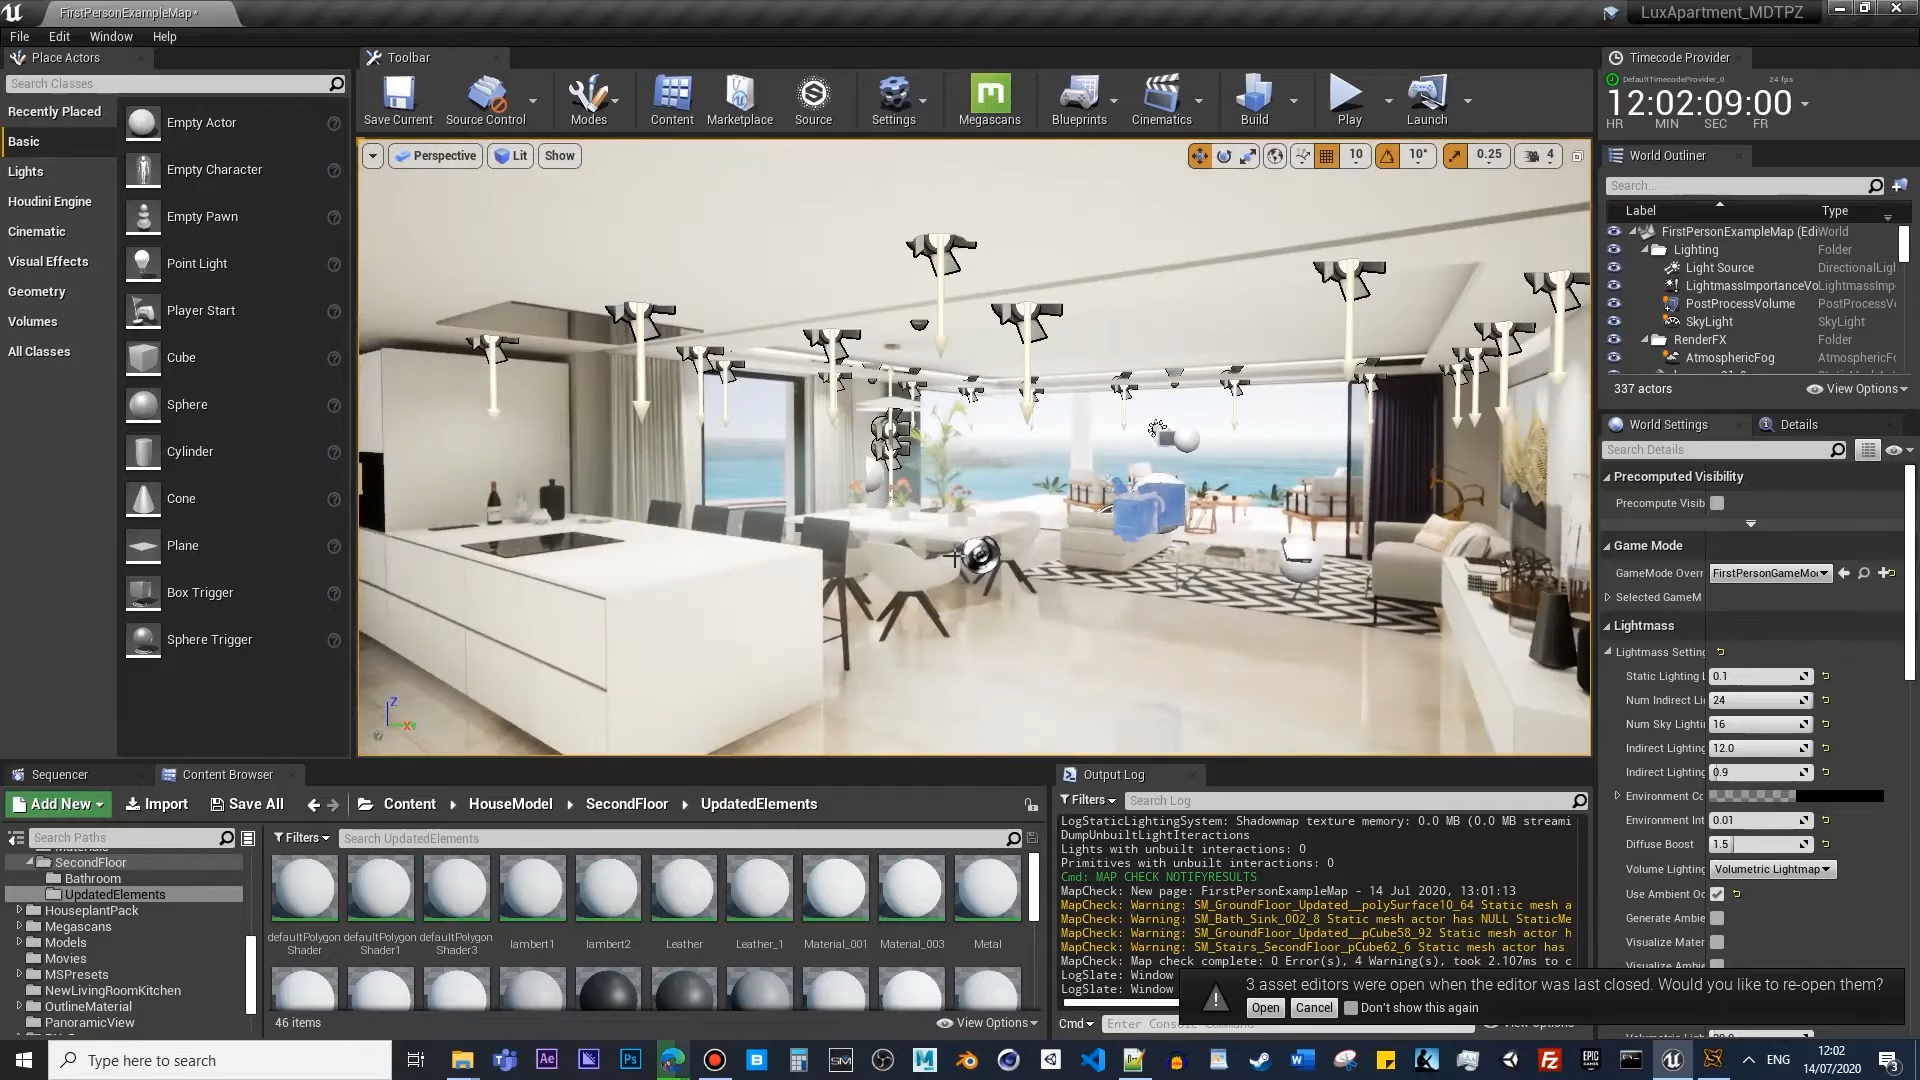 FirstPersonExampleMap*
LuxApartment_MDTPZ
File Edit Window Help
Place Actors
Search Classes
Recently Placed
Basic
Lights
Houdini Engine
Cinematic
Visual Effects
Geometry
Volumes
All Classes
Empty Actor
Empty Character
Empty Pawn
Point Light
Player Start
Cube
Sphere
Cylinder
Cone
Plane
Box Trigger
Sphere Trigger
Toolbar
Save Current Source Control Modes Content Marketplace Source Settings Megascans Blueprints Cinematics Build Play Launch
Perspective Lit Show
10 10° 0.25 4
Z
X
Timecode Provider
DefaultTimecodeProvider_0 24 fps
12:02:09:00
HR MIN SEC FR
World Outliner
Search...
Label Type
FirstPersonExampleMap (Edi World
Lighting Folder
Light Source DirectionalLigh
LightmassImportanceVo LightmassImp
PostProcessVolume PostProcessV
SkyLight SkyLight
RenderFX Folder
AtmosphericFog AtmosphericFo
337 actors View Options
World Settings Details
Search Details
Precomputed Visibility
Precompute Visib
Game Mode
GameMode Overr FirstPersonGameMo
Selected GameM
Lightmass
Lightmass Setting
Static Lighting L 0.1
Num Indirect Li 24
Num Sky Lighti 16
Indirect Lighting 12.0
Indirect Lighting 0.9
Environment Co
Environment Int 0.01
Diffuse Boost 1.5
Volume Lighting Volumetric Lightmap
Use Ambient Oc
Generate Ambie
Visualize Mater
Visualize Ambie
Sequencer Content Browser
Add New Import Save All Content HouseModel SecondFloor UpdatedElements
Search Paths
Filters Search UpdatedElements
SecondFloor
Bathroom
UpdatedElements
HouseplantPack
Megascans
Models
Movies
MSPresets
NewLivingRoomKitchen
OutlineMaterial
PanoramicView
defaultPolygon Shader
defaultPolygon Shader1
defaultPolygon Shader3
lambert1
lambert2
Leather
Leather_1
Material_001
Material_003
Metal
46 items View Options
Output Log
Filters Search Log
LogStaticLightingSystem: Shadowmap texture memory: 0.0 MB (0.0 MB streami
DumpUnbuiltLightIteractions
Lights with unbuilt interactions: 0
Primitives with unbuilt interactions: 0
Cmd: MAP CHECK NOTIFYRESULTS
MapCheck: New page: FirstPersonExampleMap - 14 Jul 2020, 13:01:13
MapCheck: Warning: SM_GroundFloor_Updated__polySurface10_64 Static mesh a
MapCheck: Warning: SM_Bath_Sink_002_8 Static mesh actor has NULL StaticMe
MapCheck: Warning: SM_GroundFloor_Updated__pCube58_92 Static mesh actor h
MapCheck: Warning: SM_Stairs_SecondFloor_pCube62_6 Static mesh actor has
MapCheck: Map check complete: 0 Error(s), 4 Warning(s), took 2.107ms to c
LogSlate: Window
LogSlate: Window
Cmd Enter Console
3 asset editors were open when the editor was last closed. Would you like to re-open them?
Open Cancel Don't show this again
Type here to search
ENG
12:02
14/07/2020
3